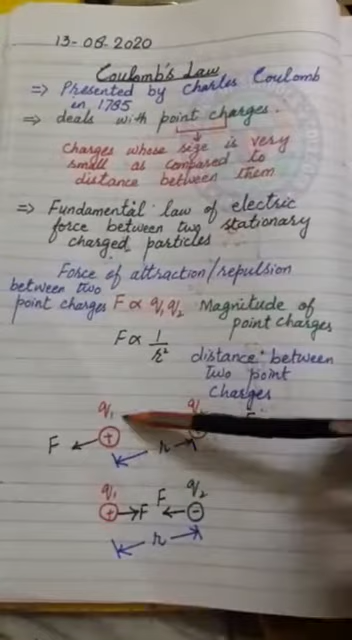 13-08-2020
Coulomb's Law
⇒ Presented by Charles Coulomb
in 1785
⇒ deals with point charges.
Charges whose size is very
small as compared to
distance between them
⇒ Fundamental law of electric
force between two stationary
charged particles
Force of attraction/repulsion
between two
point charges F ∝ q₁q₂ Magnitude of
point charges
F ∝ 1/r²
distance between
two point
charges
q₁ q
F ← + r
q₁ F q₂
+ → F ← −
r